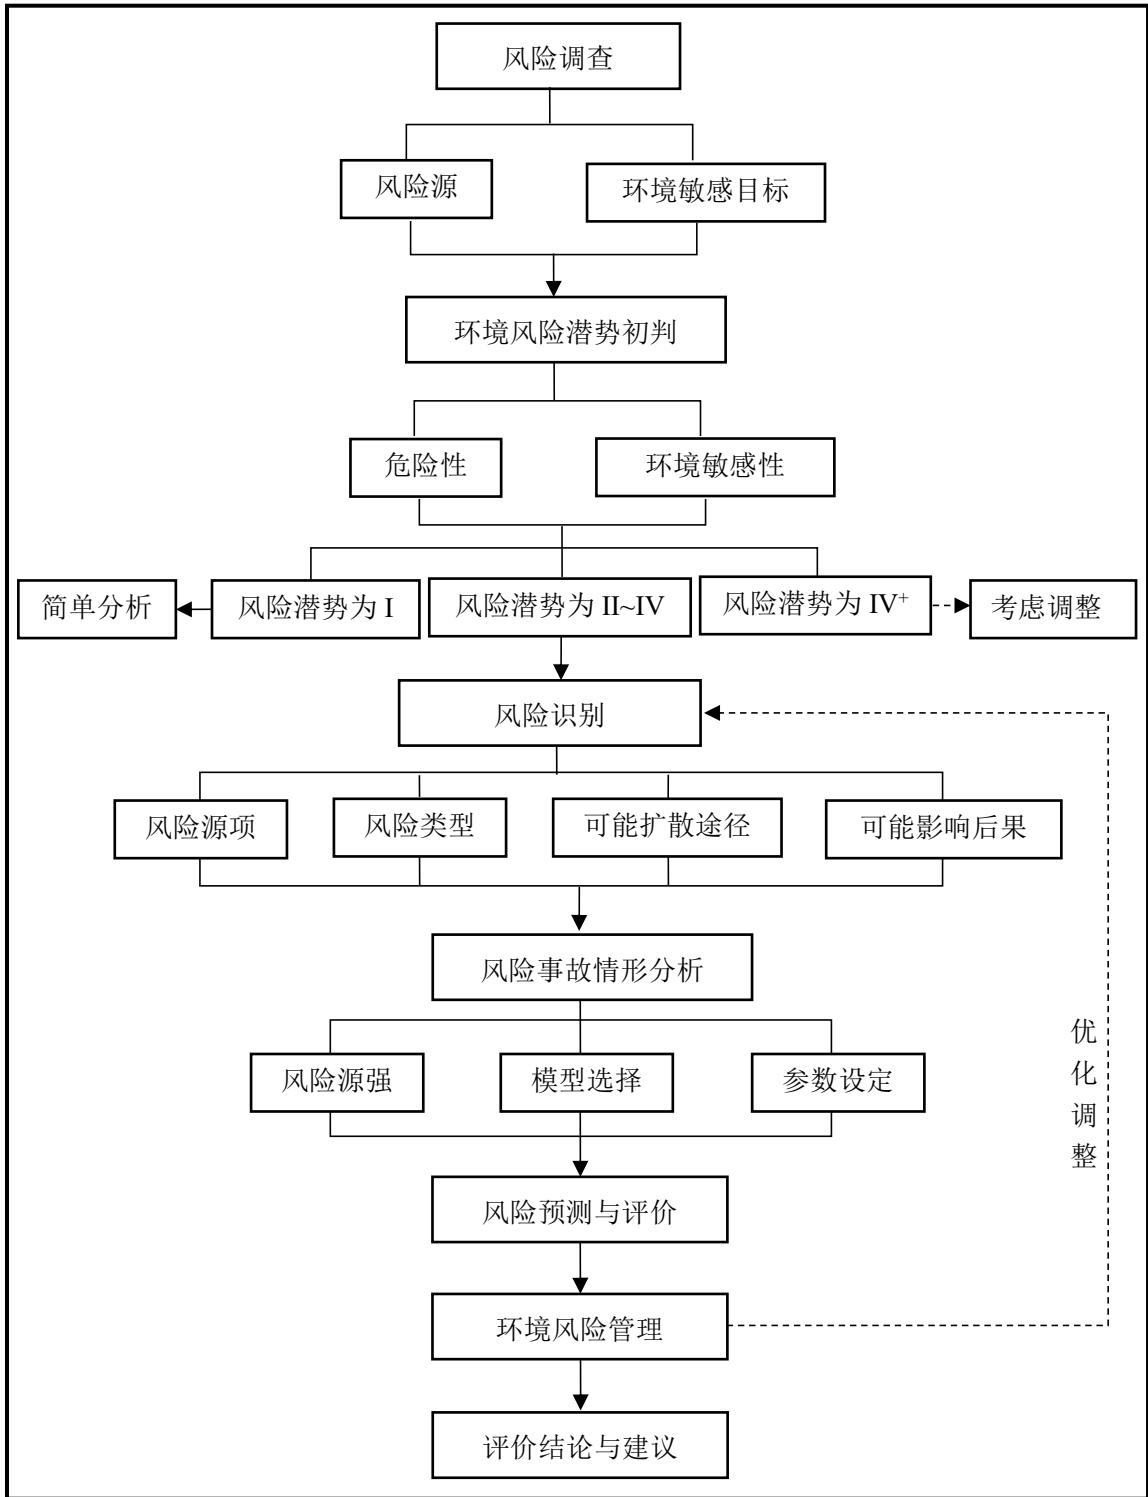 风险调查
风险源
环境敏感目标
环境风险潜势初判
危险性
环境敏感性
简单分析
风险潜势为 I
风险潜势为 II~IV
风险潜势为 IV⁺
考虑调整
风险识别
风险源项
风险类型
可能扩散途径
可能影响后果
风险事故情形分析
风险源强
模型选择
参数设定
优化调整
风险预测与评价
环境风险管理
评价结论与建议